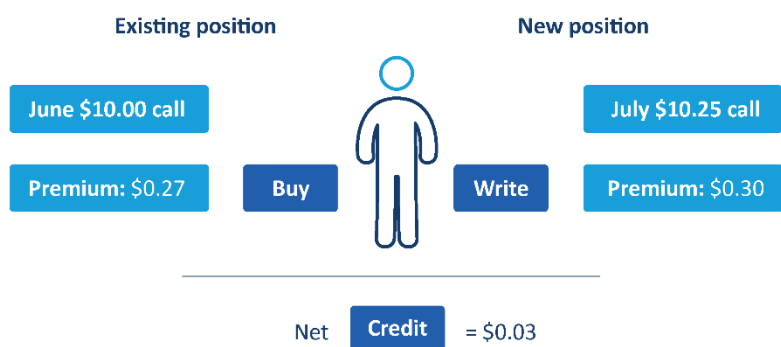 Existing position
New position
June $10.00 call
July $10.25 call
Premium: $0.27
Buy
Write
Premium: $0.30
Net Credit = $0.03